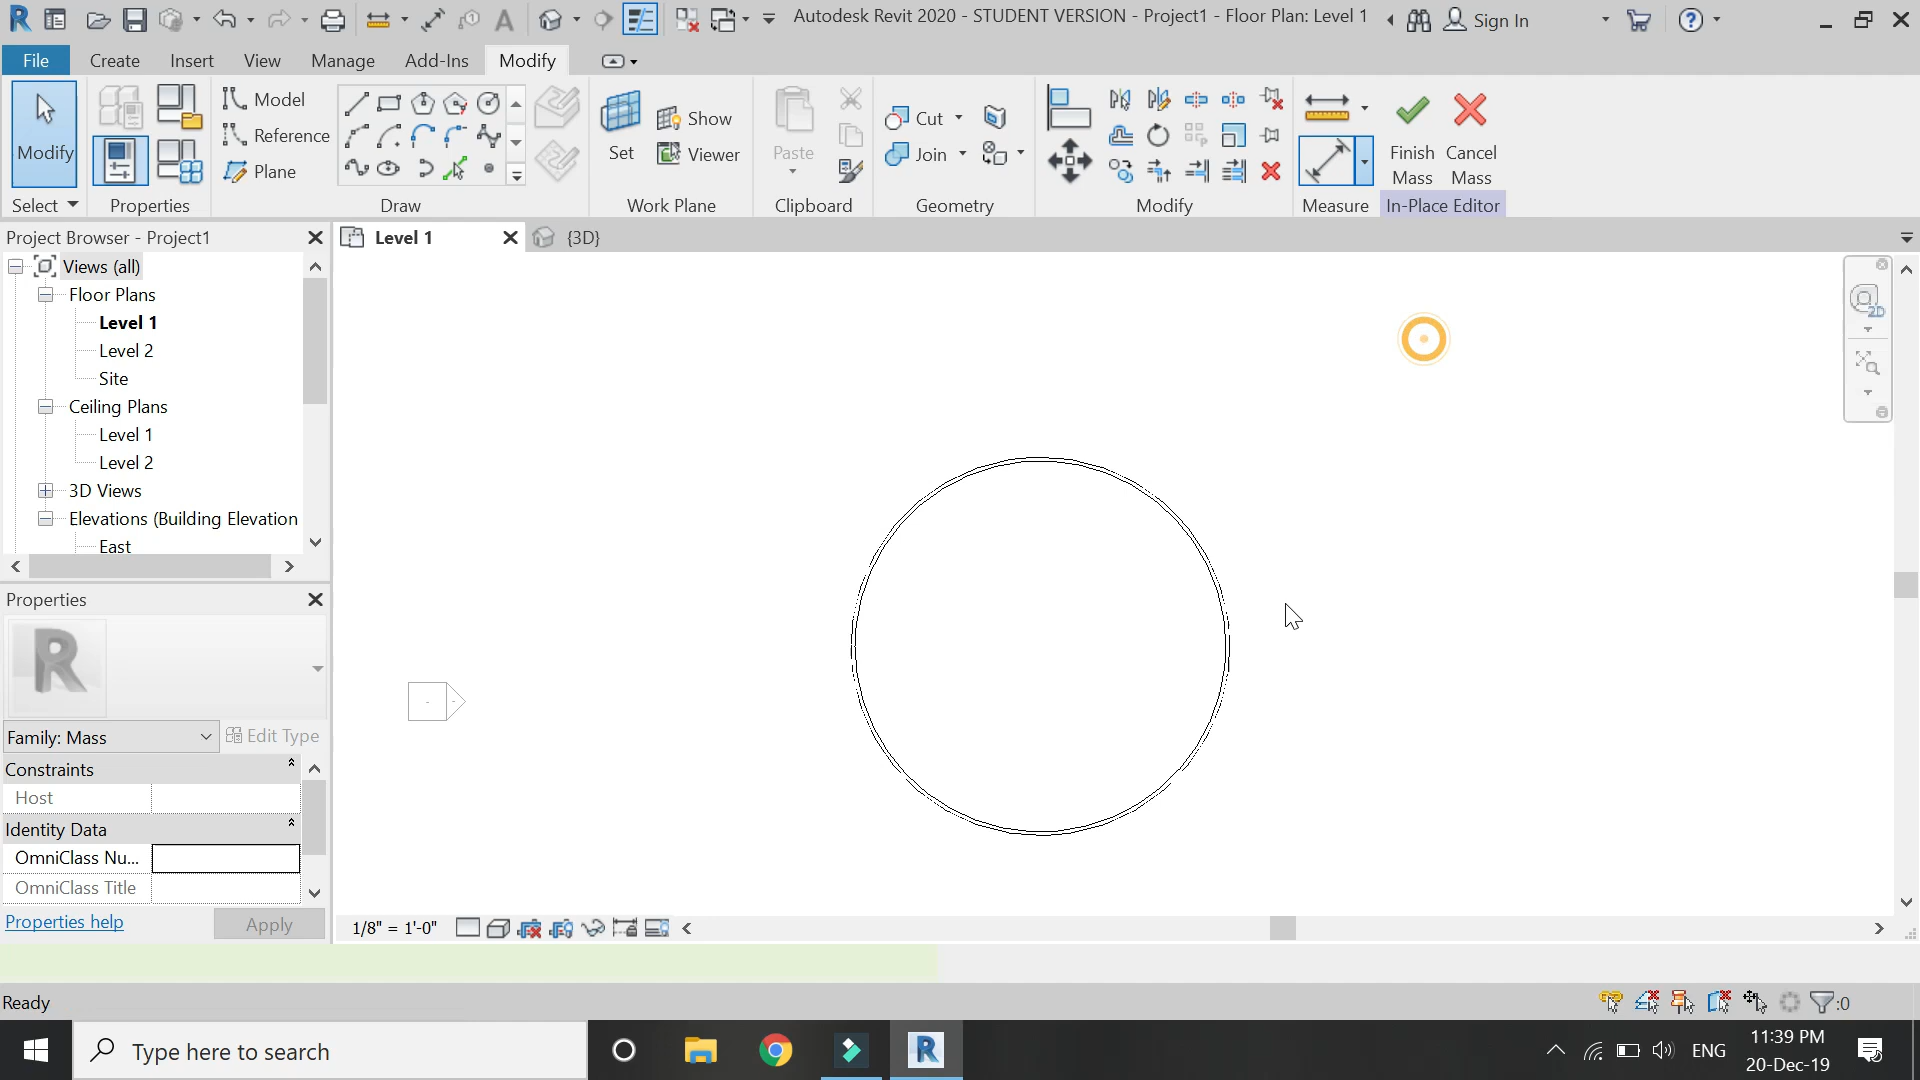 Autodesk Revit 2020 - STUDENT VERSION - Project1 - Floor Plan: Level 1
Sign In
File
Create
Insert
View
Manage
Add-Ins
Modify
Modify
Model
Reference
Plane
Set
Show
Viewer
Paste
Cut
Join
Finish
Mass
Cancel
Mass
Select
Properties
Draw
Work Plane
Clipboard
Geometry
Modify
Measure
In-Place Editor
Project Browser - Project1
Level 1
{3D}
Views (all)
Floor Plans
Level 1
Level 2
Site
Ceiling Plans
Level 1
Level 2
3D Views
Elevations (Building Elevation
East
2D
Properties
R
Family: Mass
Edit Type
Constraints
Host
Identity Data
OmniClass Nu...
OmniClass Title
Properties help
Apply
1/8" = 1'-0"
Ready
:0
Type here to search
ENG
11:39 PM
20-Dec-19